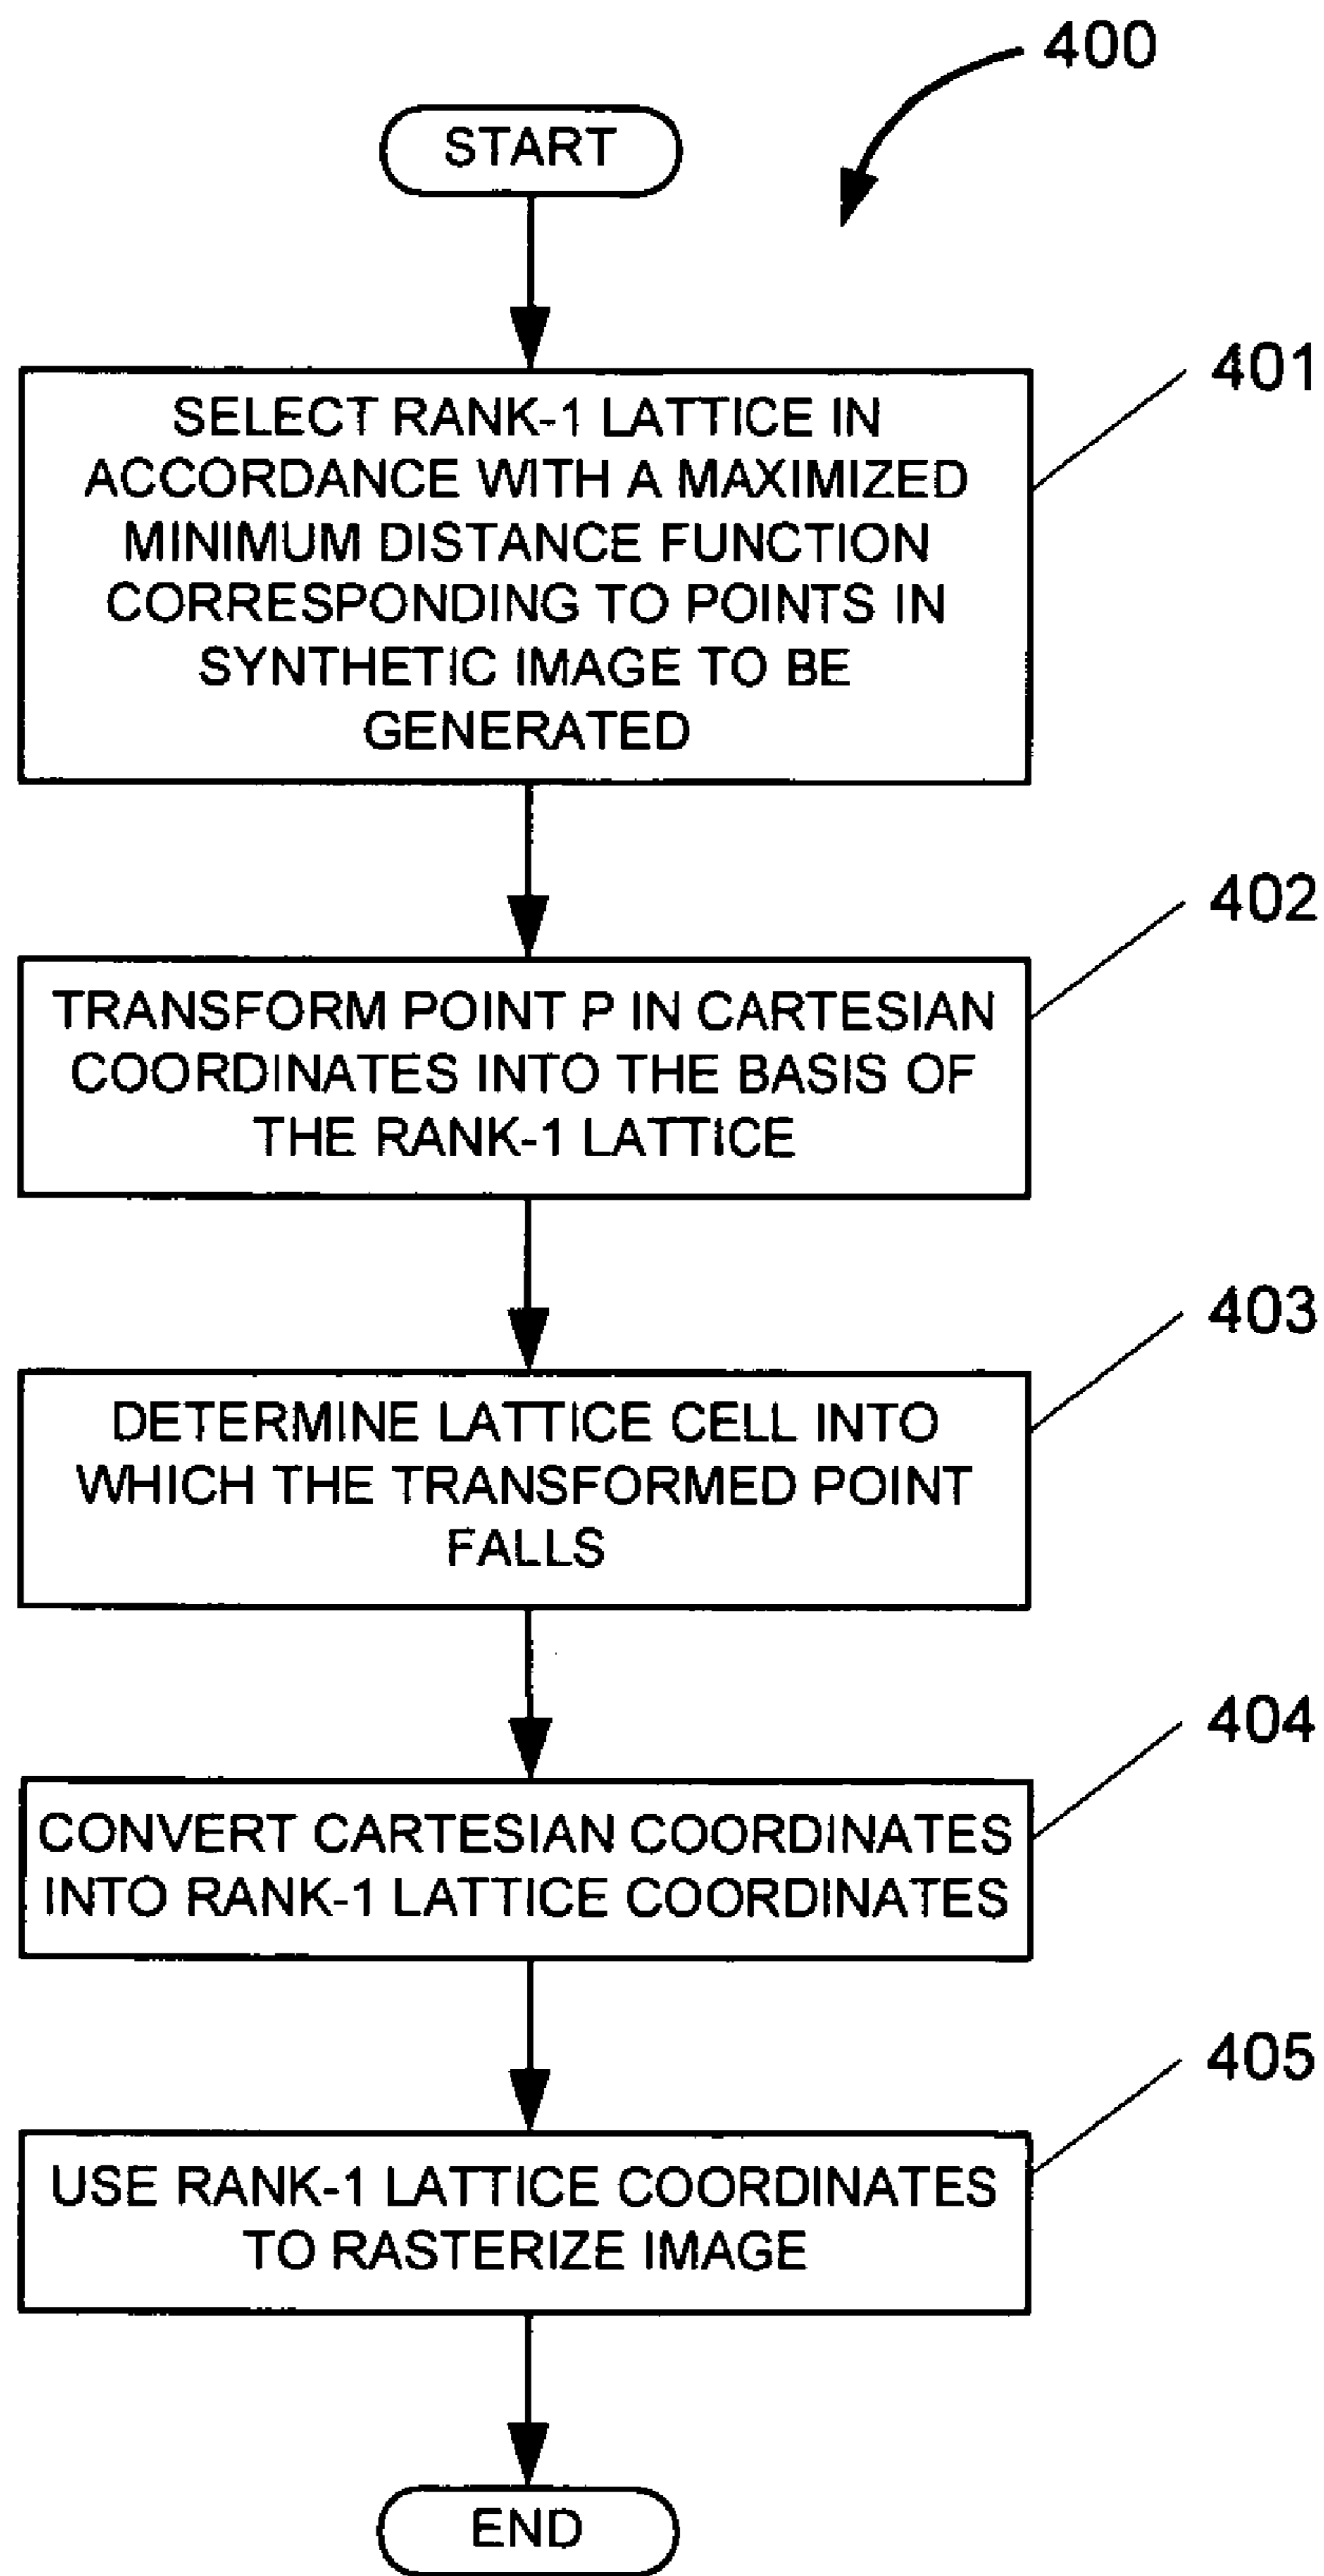 400
START
401
SELECT RANK-1 LATTICE IN
ACCORDANCE WITH A MAXIMIZED
MINIMUM DISTANCE FUNCTION
CORRESPONDING TO POINTS IN
SYNTHETIC IMAGE TO BE
GENERATED
402
TRANSFORM POINT P IN CARTESIAN
COORDINATES INTO THE BASIS OF
THE RANK-1 LATTICE
403
DETERMINE LATTICE CELL INTO
WHICH THE TRANSFORMED POINT
FALLS
404
CONVERT CARTESIAN COORDINATES
INTO RANK-1 LATTICE COORDINATES
405
USE RANK-1 LATTICE COORDINATES
TO RASTERIZE IMAGE
END